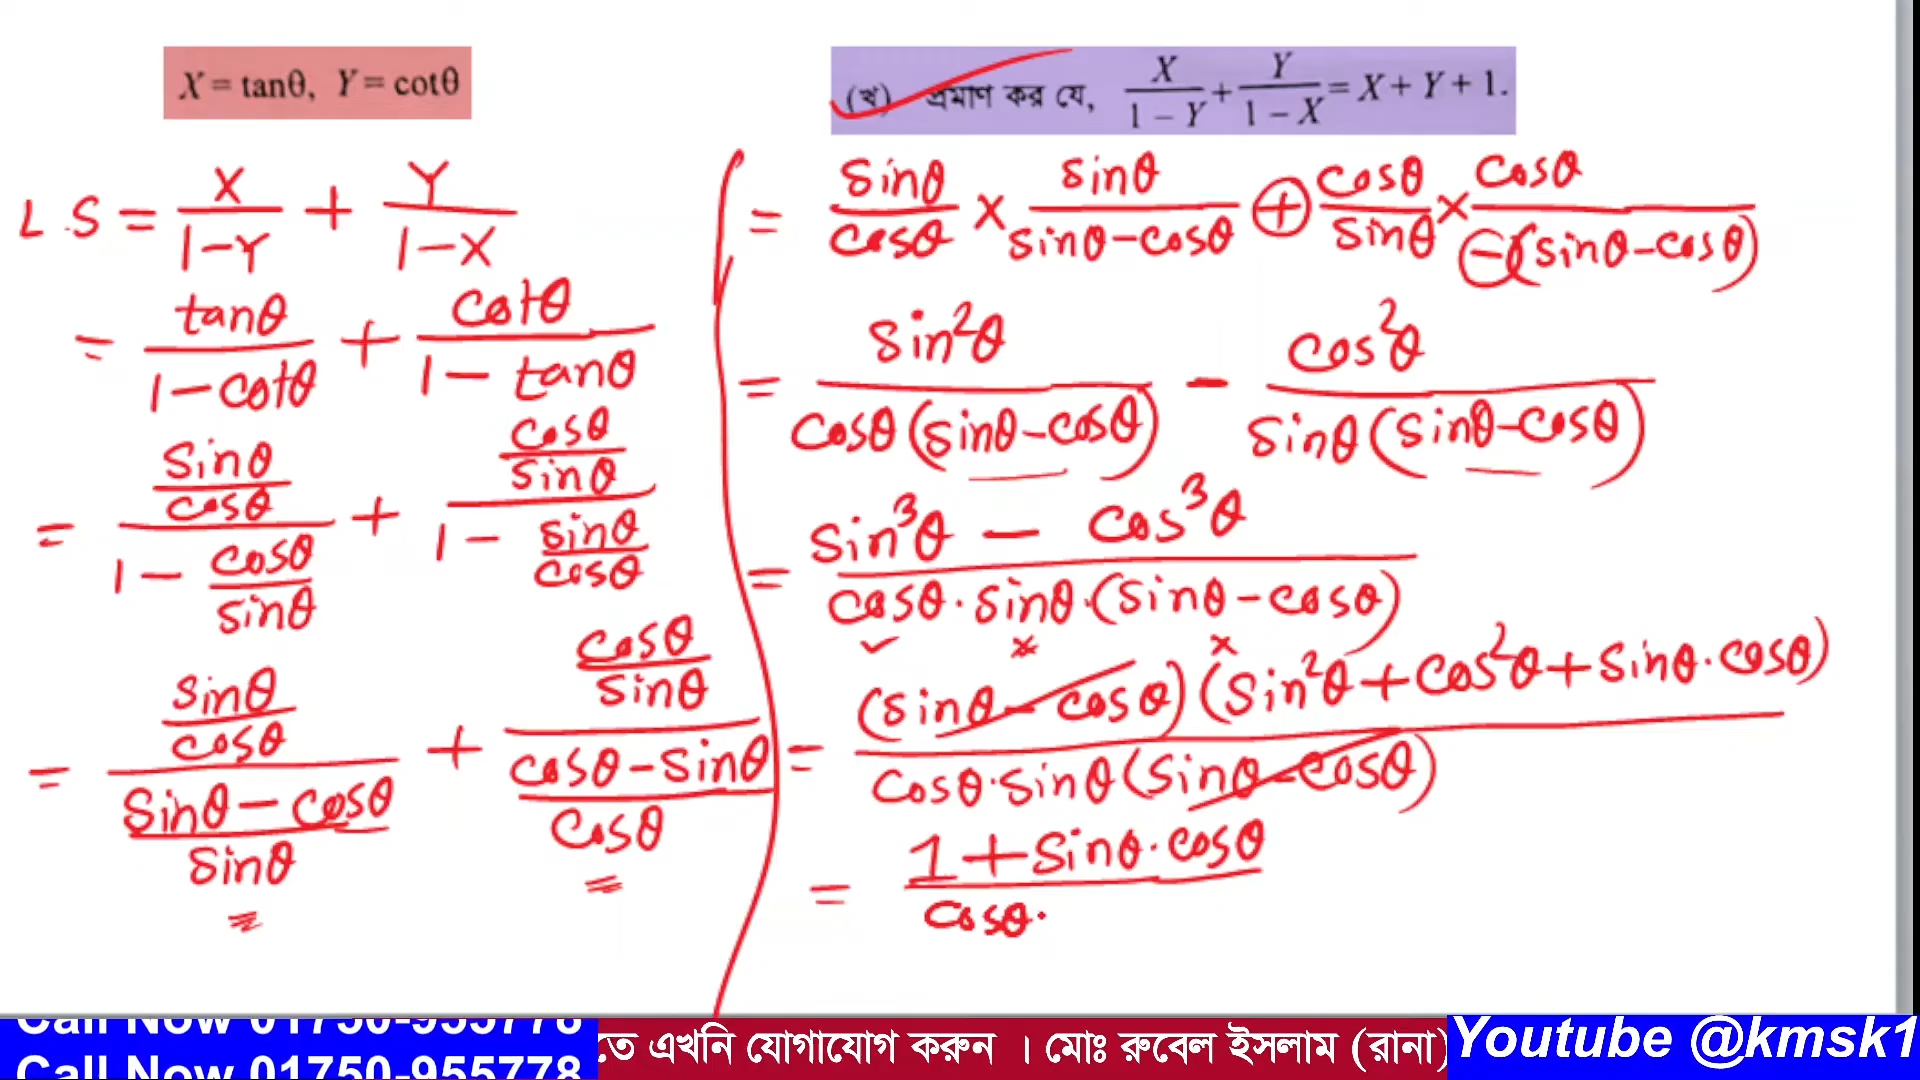 X = tanθ, Y = cotθ
(খ) প্রমাণ কর যে, X/(1 – Y) + Y/(1 – X) = X + Y + 1.
L.S = X/(1-Y) + Y/(1-X)
= tanθ/(1-cotθ) + cotθ/(1-tanθ)
= (sinθ/cosθ)/(1 - cosθ/sinθ) + (cosθ/sinθ)/(1 - sinθ/cosθ)
= (sinθ/cosθ)/((sinθ-cosθ)/sinθ) + (cosθ/sinθ)/((cosθ-sinθ)/cosθ)
= sinθ/cosθ × sinθ/(sinθ-cosθ) + cosθ/sinθ × cosθ/(-(sinθ-cosθ))
= sin²θ/(cosθ(sinθ-cosθ)) - cos²θ/(sinθ(sinθ-cosθ))
= (sin³θ - cos³θ)/(cosθ·sinθ·(sinθ-cosθ))
= (sinθ-cosθ)(sin²θ+cos²θ+sinθ·cosθ)/(cosθ·sinθ(sinθ-cosθ))
= (1+sinθ·cosθ)/(cosθ·
Call Now 01750-955778
Call Now 01750-955778
তে এখনি যোগাযোগ করুন । মোঃ রুবেল ইসলাম (রানা)
Youtube @kmsk1